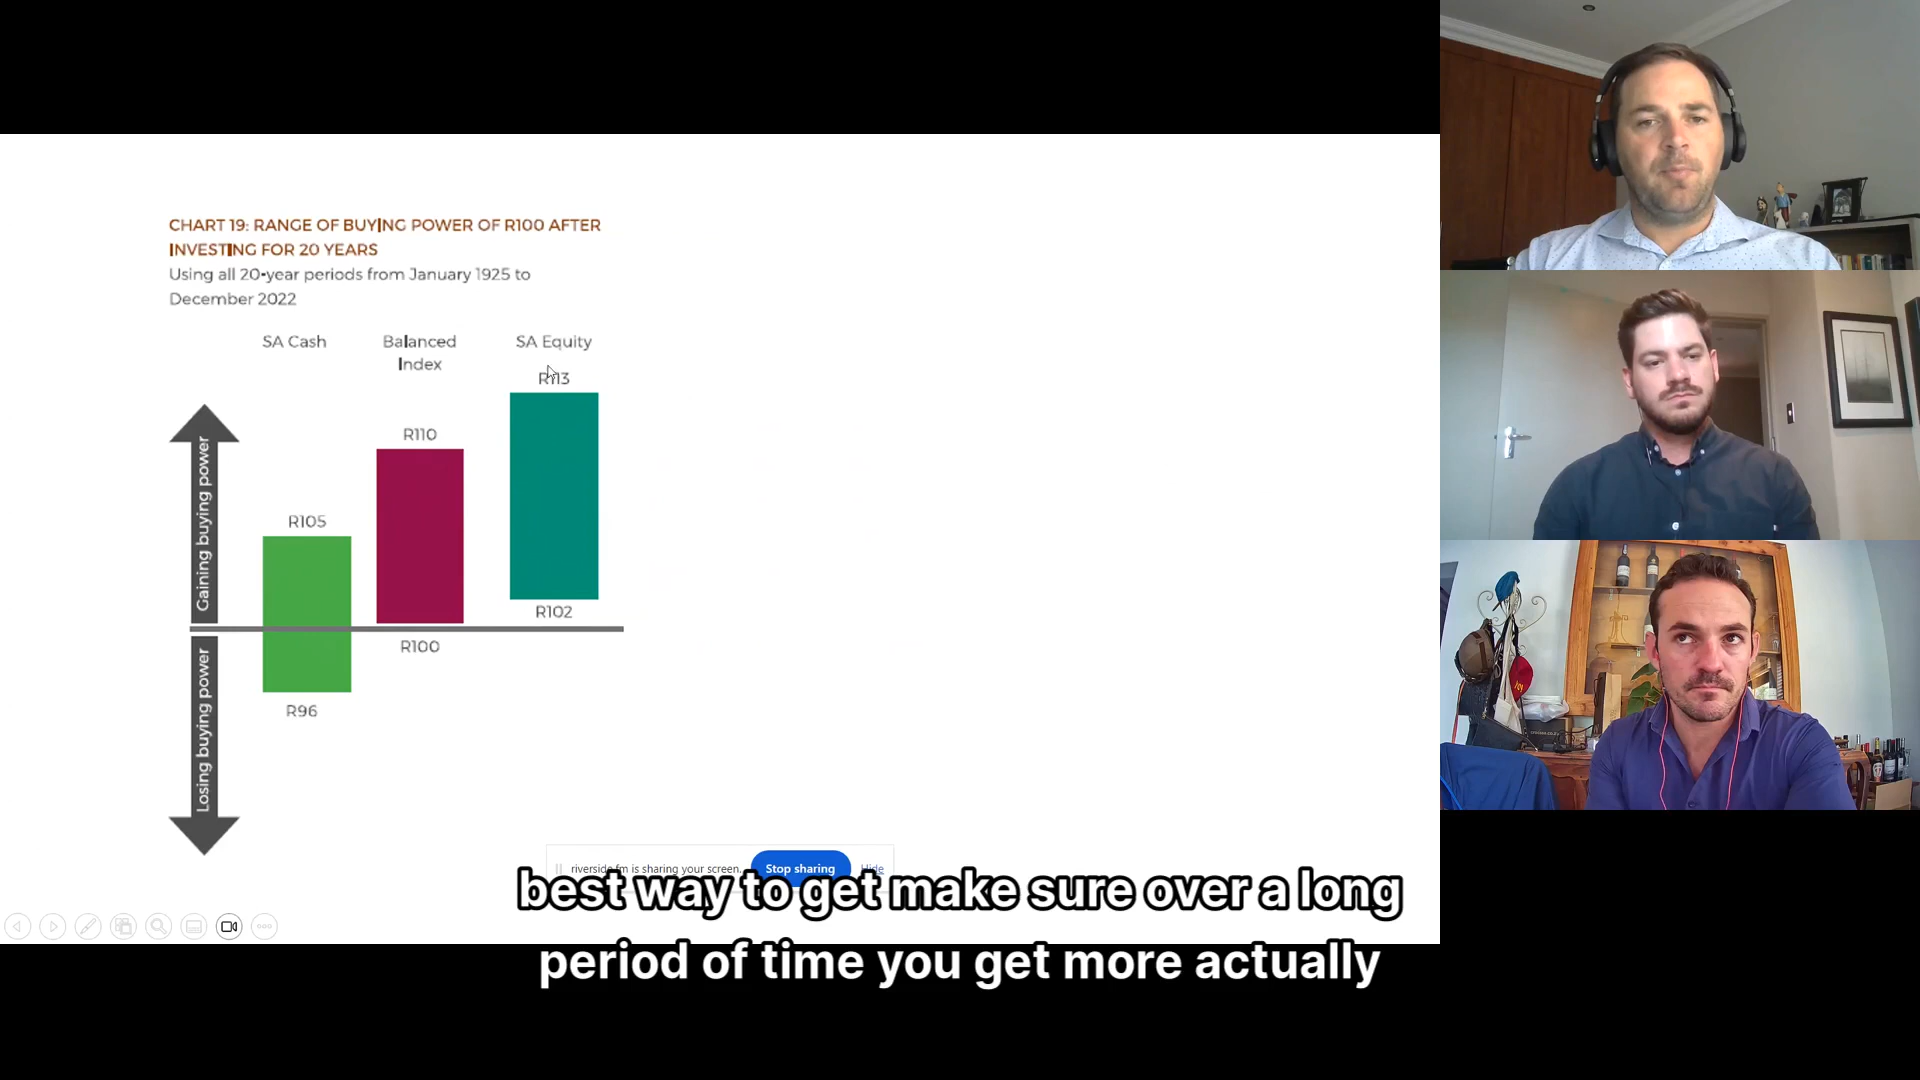 CHART 19: RANGE OF BUYING POWER OF R100 AFTER
INVESTING FOR 20 YEARS
Using all 20-year periods from January 1925 to
December 2022
SA Cash
Balanced
Index
SA Equity
R113
R110
R105
R102
R100
R96
Gaining buying power
Losing buying power
riverside.fm is sharing your screen.
Stop sharing
Hide
best way to get make sure over a long
period of time you get more actually